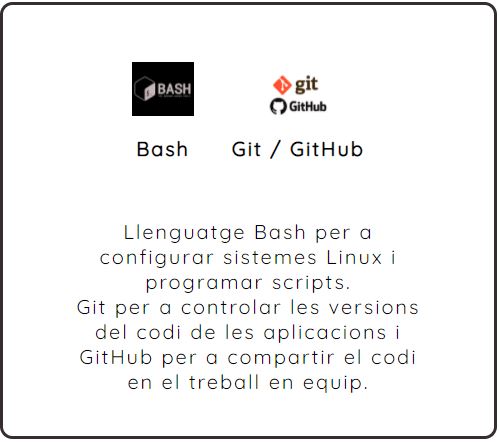 BASH
git
GitHub
Bash
Git / GitHub
Llenguatge Bash per a
configurar sistemes Linux i
programar scripts.
Git per a controlar les versions
del codi de les aplicacions i
GitHub per a compartir el codi
en el treball en equip.